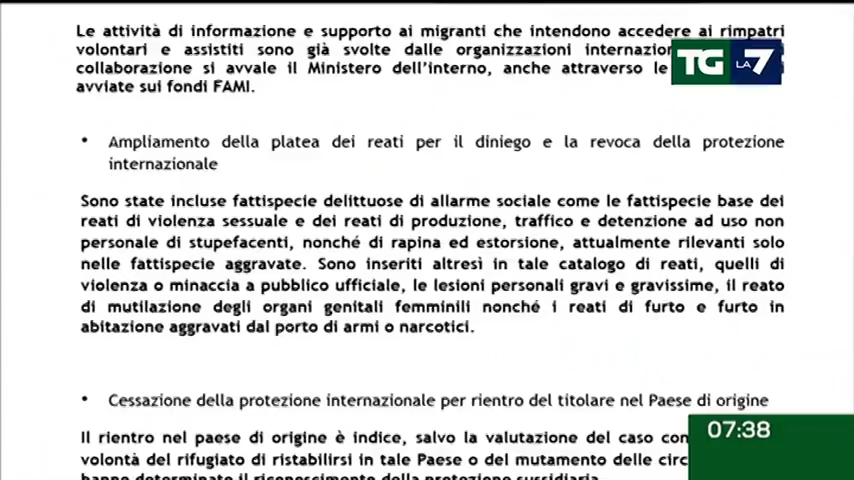 Le attività di informazione e supporto ai migranti che intendono accedere ai rimpatri
volontari e assistiti sono già svolte dalle organizzazioni
collaborazione si avvale il Ministero dell'interno, anche attraverso le
avviate sui fondi FAMI.
TG LA7
• Ampliamento della platea dei reati per il diniego e la revoca della protezione
internazionale
Sono state incluse fattispecie delittuose di allarme sociale come le fattispecie base dei
reati di violenza sessuale e dei reati di produzione, traffico e detenzione ad uso non
personale di stupefacenti, nonché di rapina ed estorsione, attualmente rilevanti solo
nelle fattispecie aggravate. Sono inseriti altresì in tale catalogo di reati, quelli di
violenza o minaccia a pubblico ufficiale, le lesioni personali gravi e gravissime, il reato
di mutilazione degli organi genitali femminili nonché i reati di furto e furto in
abitazione aggravati dal porto di armi o narcotici.
• Cessazione della protezione internazionale per rientro del titolare nel Paese di origine
Il rientro nel paese di origine è indice, salvo la valutazione del caso
volontà del rifugiato di ristabilirsi in tale Paese o del mutamento delle
hanno determinato il riconoscimento della protezione sussidiaria
07:38